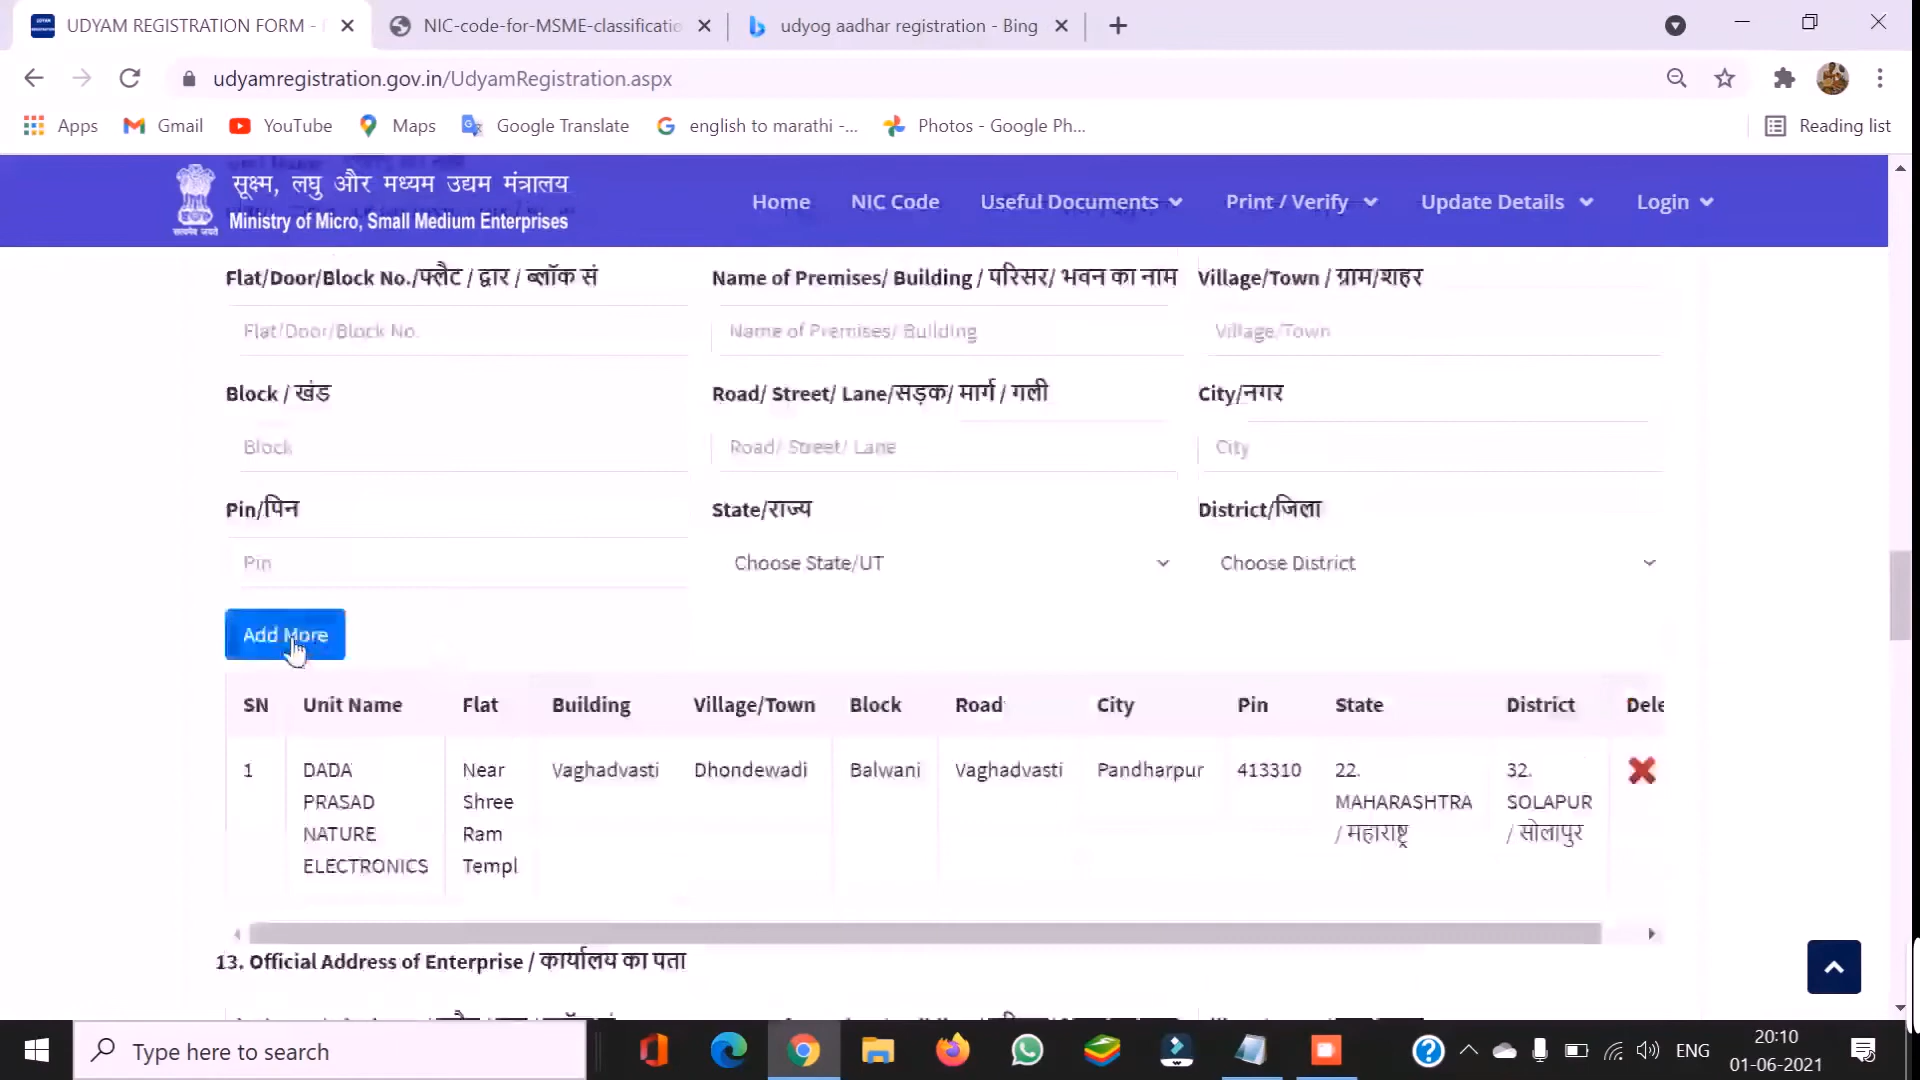 UDYAM REGISTRATION FORM -
NIC-code-for-MSME-classificatio
udyog aadhar registration - Bing
udyamregistration.gov.in/UdyamRegistration.aspx
Apps
Gmail
YouTube
Maps
Google Translate
english to marathi -...
Photos - Google Ph...
Reading list
सूक्ष्म, लघु और मध्यम उद्यम मंत्रालय
Ministry of Micro, Small Medium Enterprises
सत्यमेव जयते
Home
NIC Code
Useful Documents
Print / Verify
Update Details
Login
Flat/Door/Block No./फ्लैट / द्वार / ब्लॉक सं
Name of Premises/ Building / परिसर/ भवन का नाम
Village/Town / ग्राम/शहर
Flat/Door/Block No.
Name of Premises/ Building
Village/Town
Block / खंड
Road/ Street/ Lane/सड़क/ मार्ग / गली
City/नगर
Block
Road/ Street/ Lane
City
Pin/पिन
State/राज्य
District/जिला
Pin
Choose State/UT
Choose District
Add More
SN
Unit Name
Flat
Building
Village/Town
Block
Road
City
Pin
State
District
Dele
1
DADA
PRASAD
NATURE
ELECTRONICS
Near
Shree
Ram
Templ
Vaghadvasti
Dhondewadi
Balwani
Vaghadvasti
Pandharpur
413310
22.
MAHARASHTRA
/ महाराष्ट्र
32.
SOLAPUR
/ सोलापुर
13. Official Address of Enterprise / कार्यालय का पता
Type here to search
ENG
20:10
01-06-2021